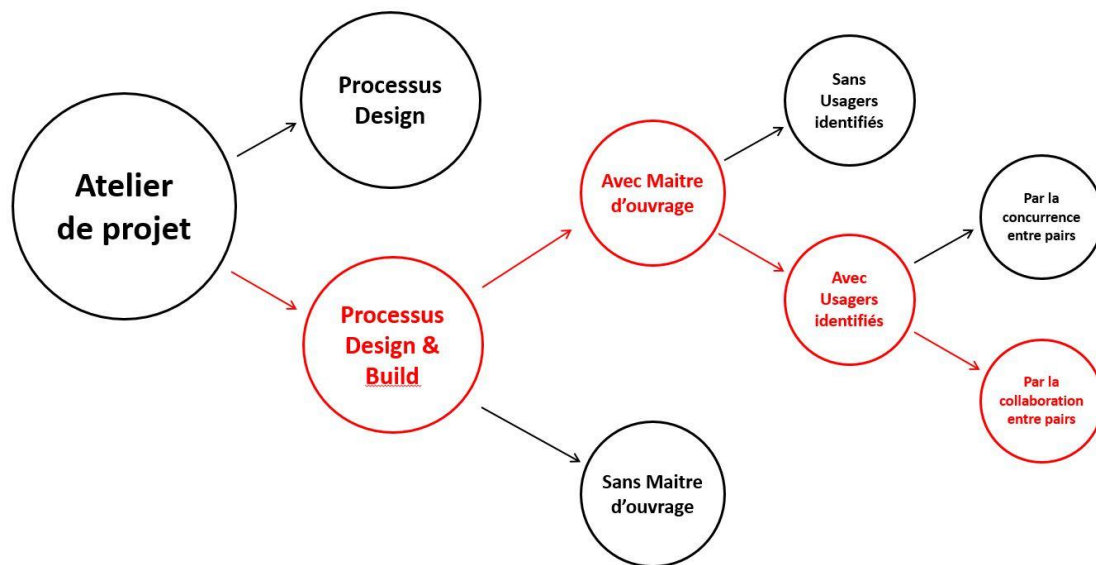 Atelier
de projet
Processus
Design
Processus
Design &
Build
Avec Maitre
d'ouvrage
Sans Maitre
d'ouvrage
Sans
Usagers
identifiés
Avec
Usagers
identifiés
Par la
concurrence
entre pairs
Par la
collaboration
entre pairs